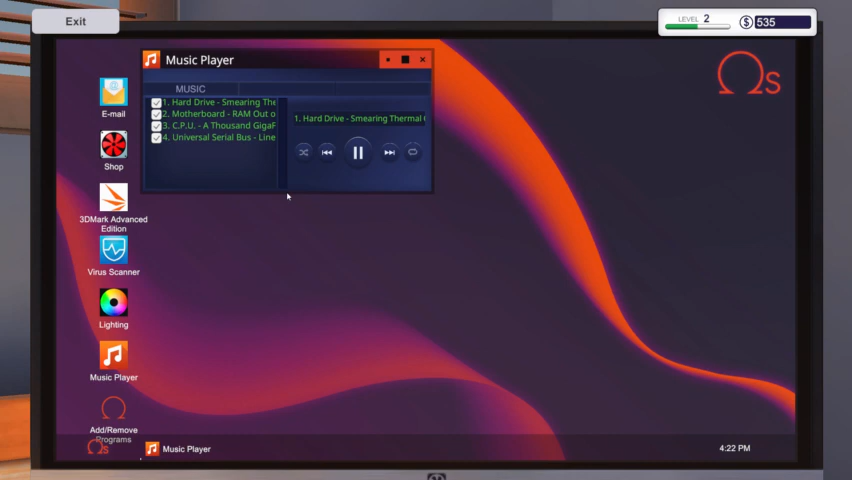 Exit
LEVEL 2
$ 535
Music Player
MUSIC
1. Hard Drive - Smearing The
2. Motherboard - RAM Out o
3. C.P.U. - A Thousand GigaF
4. Universal Serial Bus - Line
1. Hard Drive - Smearing Thermal
Ωs
E-mail
Shop
3DMark Advanced
Edition
Virus Scanner
Lighting
Music Player
Add/Remove
Programs
Ωs
Music Player
4:22 PM